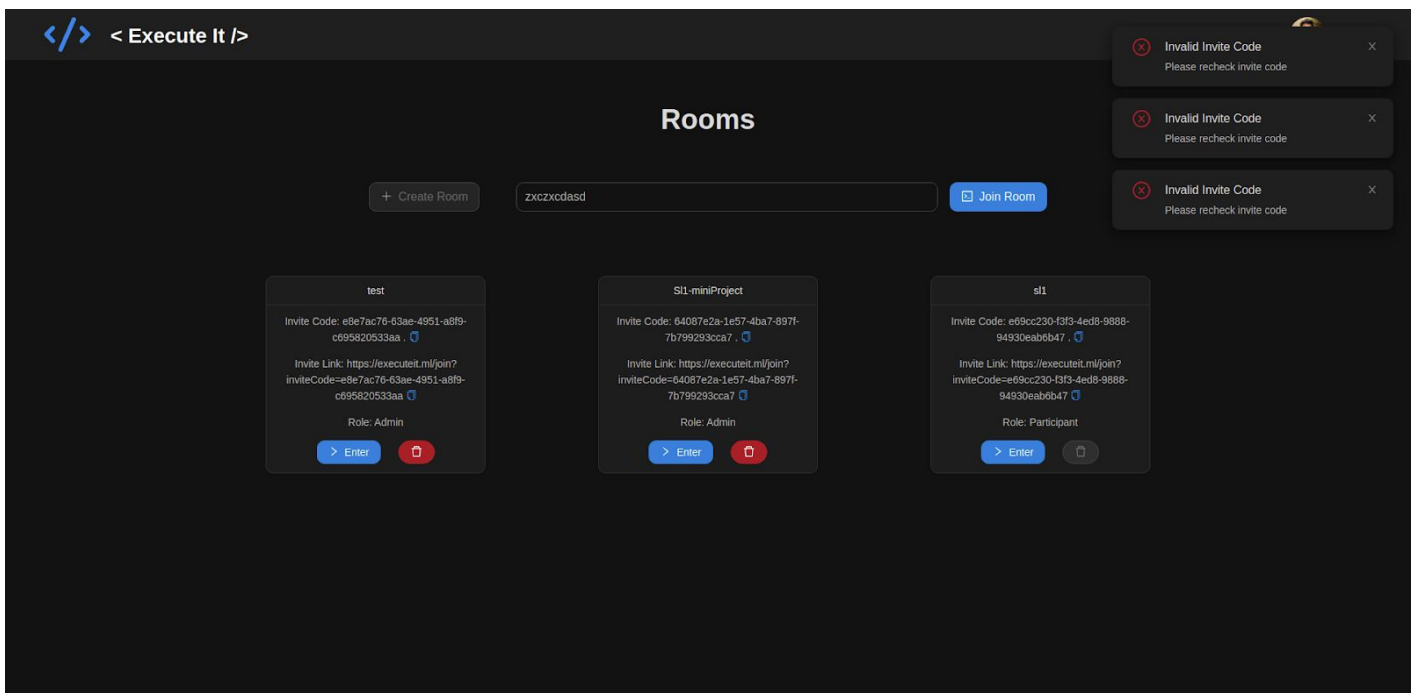 </> < Execute It />
Invalid Invite Code X
Please recheck invite code
Invalid Invite Code X
Please recheck invite code
Invalid Invite Code X
Please recheck invite code
Rooms
+ Create Room
zxczxcdasd
Join Room
test
Invite Code: e8e7ac76-63ae-4951-a8f9-
c695820533aa .
Invite Link: https://executeit.ml/join?
inviteCode=e8e7ac76-63ae-4951-a8f9-
c695820533aa
Role: Admin
> Enter
Sl1-miniProject
Invite Code: 64087e2a-1e57-4ba7-897f-
7b799293cca7 .
Invite Link: https://executeit.ml/join?
inviteCode=64087e2a-1e57-4ba7-897f-
7b799293cca7
Role: Admin
> Enter
sl1
Invite Code: e69cc230-f3f3-4ed8-9888-
94930eab6b47 .
Invite Link: https://executeit.ml/join?
inviteCode=e69cc230-f3f3-4ed8-9888-
94930eab6b47
Role: Participant
> Enter